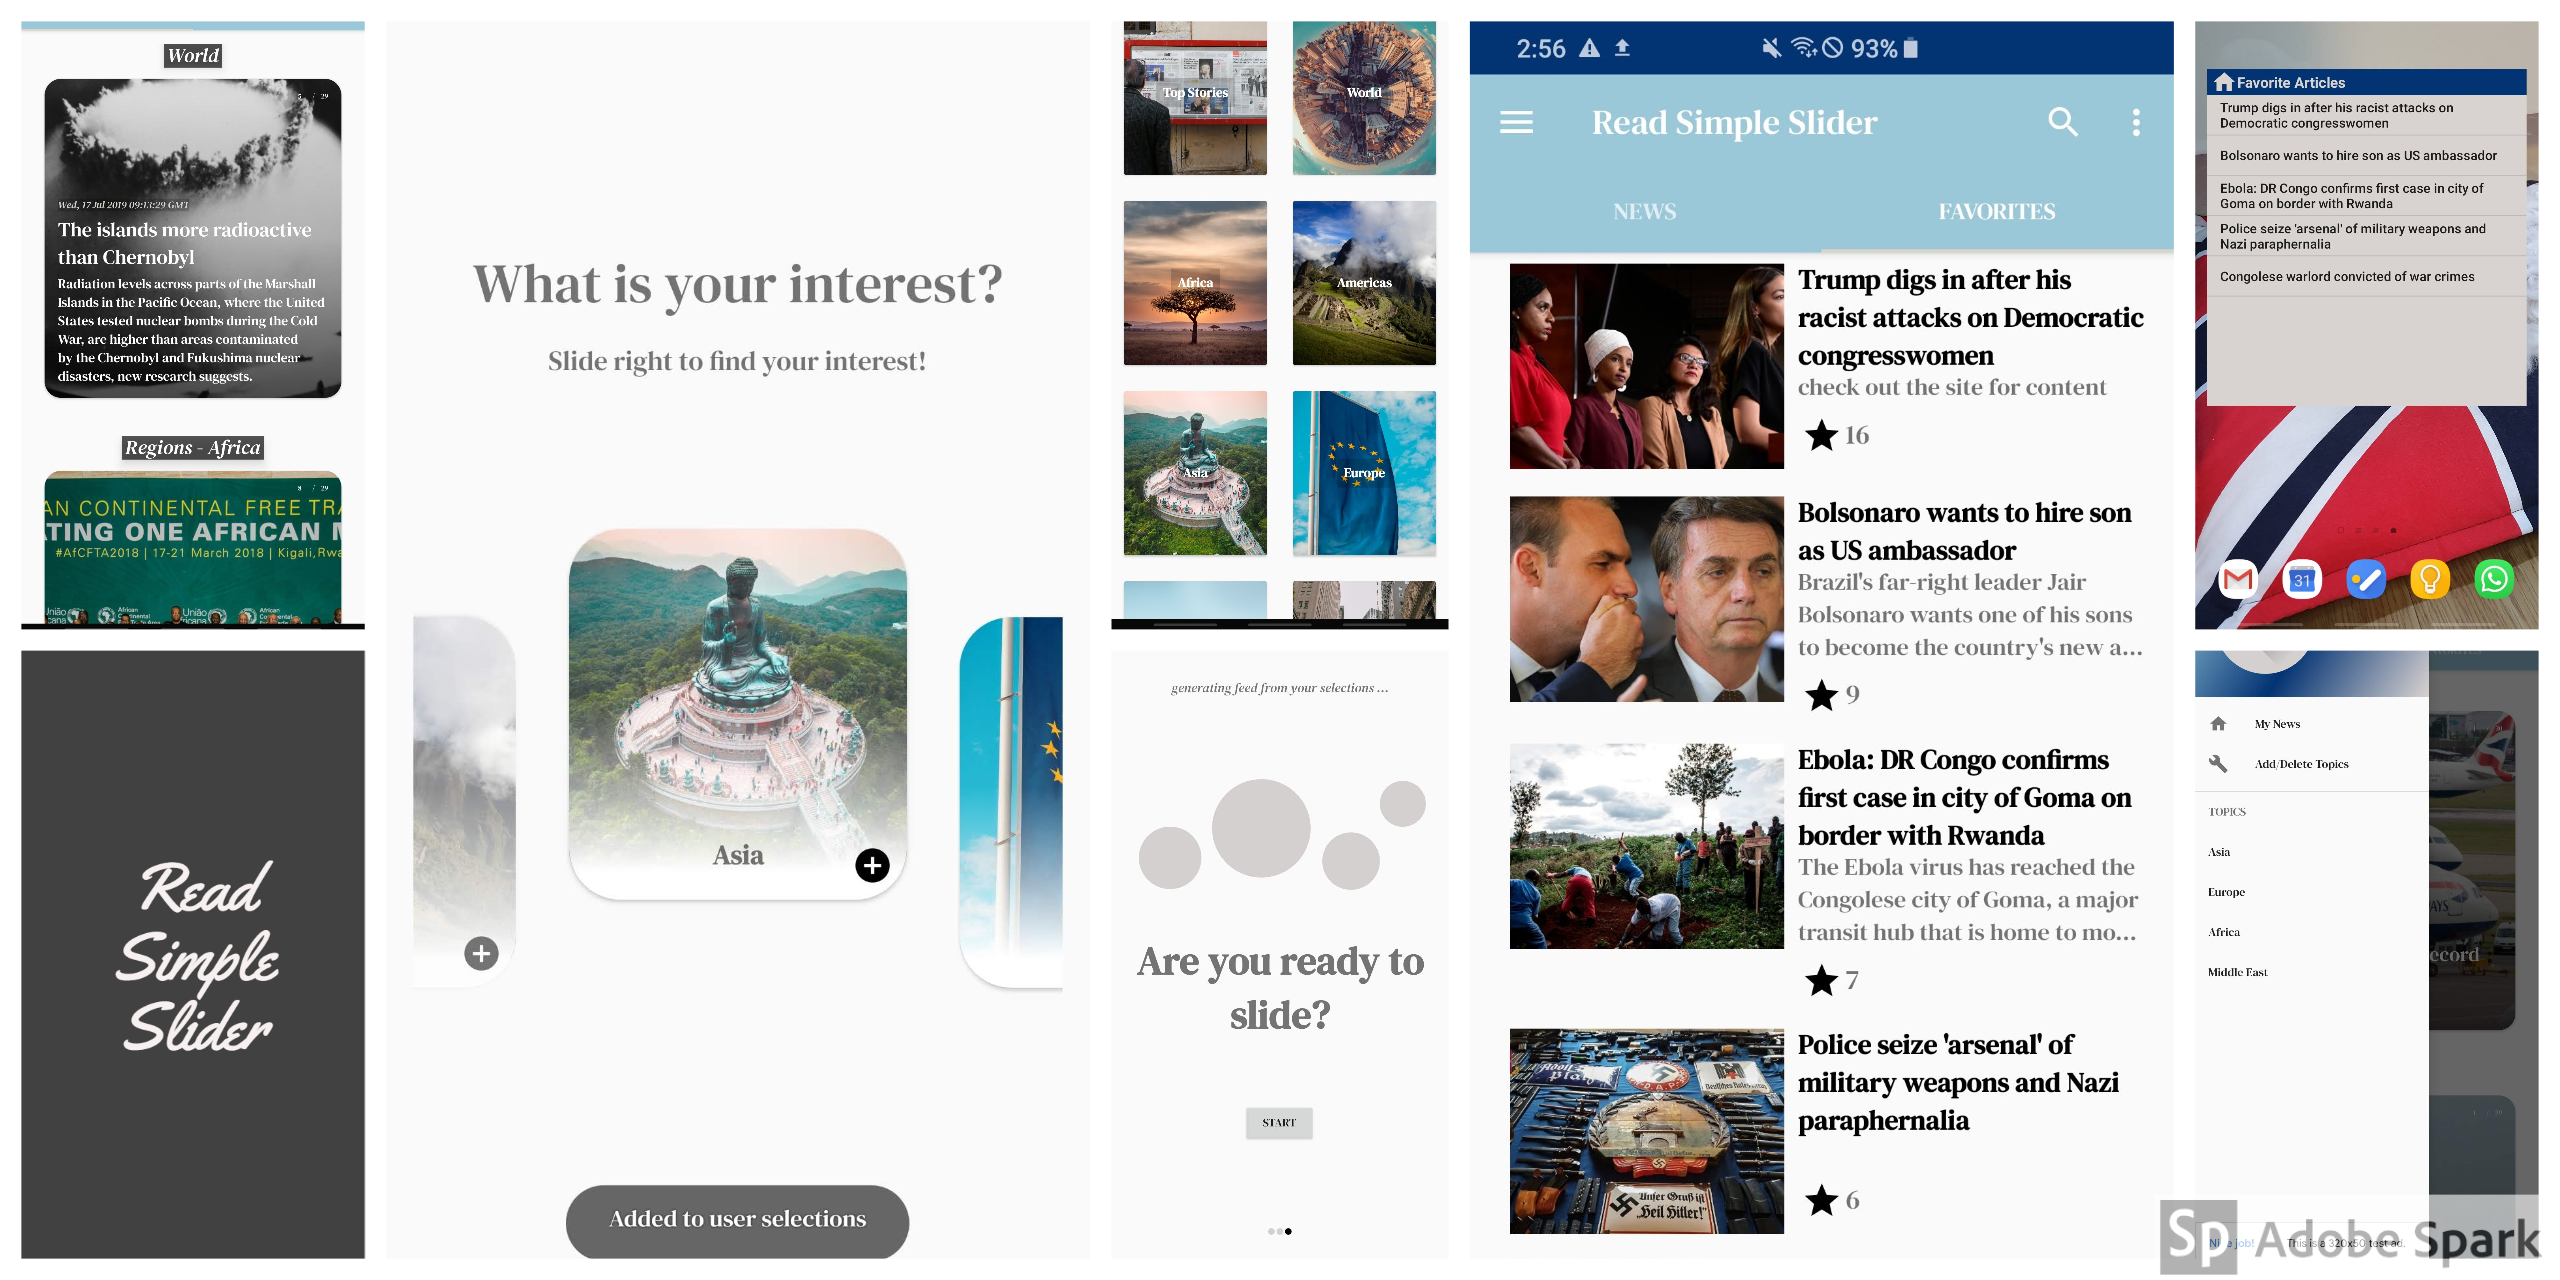 World
5 / 29
Wed, 17 Jul 2019 09:13:29 GMT
The islands more radioactive
than Chernobyl
Radiation levels across parts of the Marshall
Islands in the Pacific Ocean, where the United
States tested nuclear bombs during the Cold
War, are higher than areas contaminated
by the Chernobyl and Fukushima nuclear
disasters, new research suggests.
Regions - Africa
8 / 29
AN CONTINENTAL FREE TRA
TING ONE AFRICAN M
#AfCFTA2018 | 17-21 March 2018 | Kigali, Rwa
Read
Simple
Slider
What is your interest?
Slide right to find your interest!
Asia
Added to user selections
Top Stories
World
Africa
Americas
Asia
Europe
generating feed from your selections ...
Are you ready to
slide?
START
2:56 93%
Read Simple Slider
NEWS FAVORITES
Trump digs in after his
racist attacks on Democratic
congresswomen
check out the site for content
16
Bolsonaro wants to hire son
as US ambassador
Brazil's far-right leader Jair
Bolsonaro wants one of his sons
to become the country's new a...
9
Ebola: DR Congo confirms
first case in city of Goma on
border with Rwanda
The Ebola virus has reached the
Congolese city of Goma, a major
transit hub that is home to mo...
7
Police seize 'arsenal' of
military weapons and Nazi
paraphernalia
Unser Gruß ist
„Heil Hitler!"
6
Favorite Articles
Trump digs in after his racist attacks on
Democratic congresswomen
Bolsonaro wants to hire son as US ambassador
Ebola: DR Congo confirms first case in city of
Goma on border with Rwanda
Police seize 'arsenal' of military weapons and
Nazi paraphernalia
Congolese warlord convicted of war crimes
31
My News
Add/Delete Topics
TOPICS
Asia
Europe
Africa
Middle East
ecord
Nice job! This is a 320x50 test ad.
Sp Adobe Spark